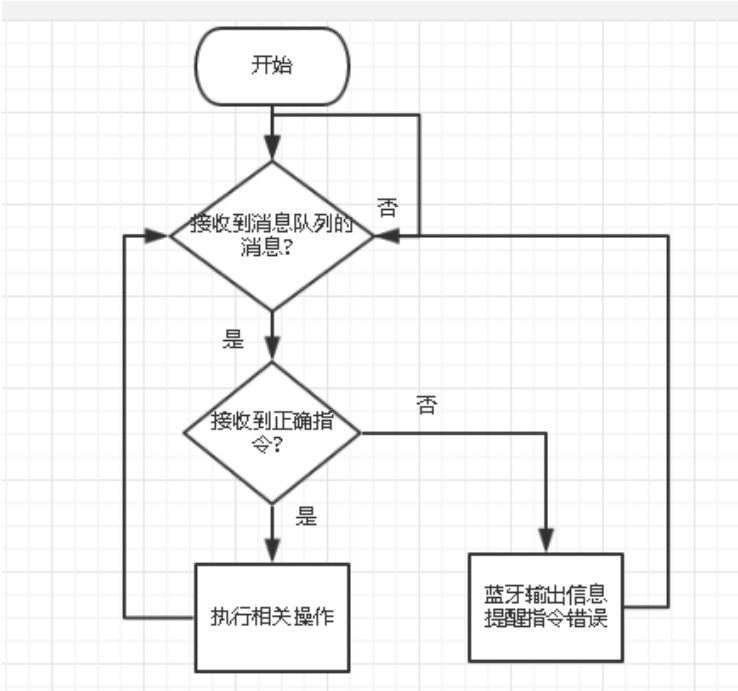 开始
否
接收到消息队列的
消息?
是
否
接收到正确指
令?
是
执行相关操作
蓝牙输出信息
提醒指令错误